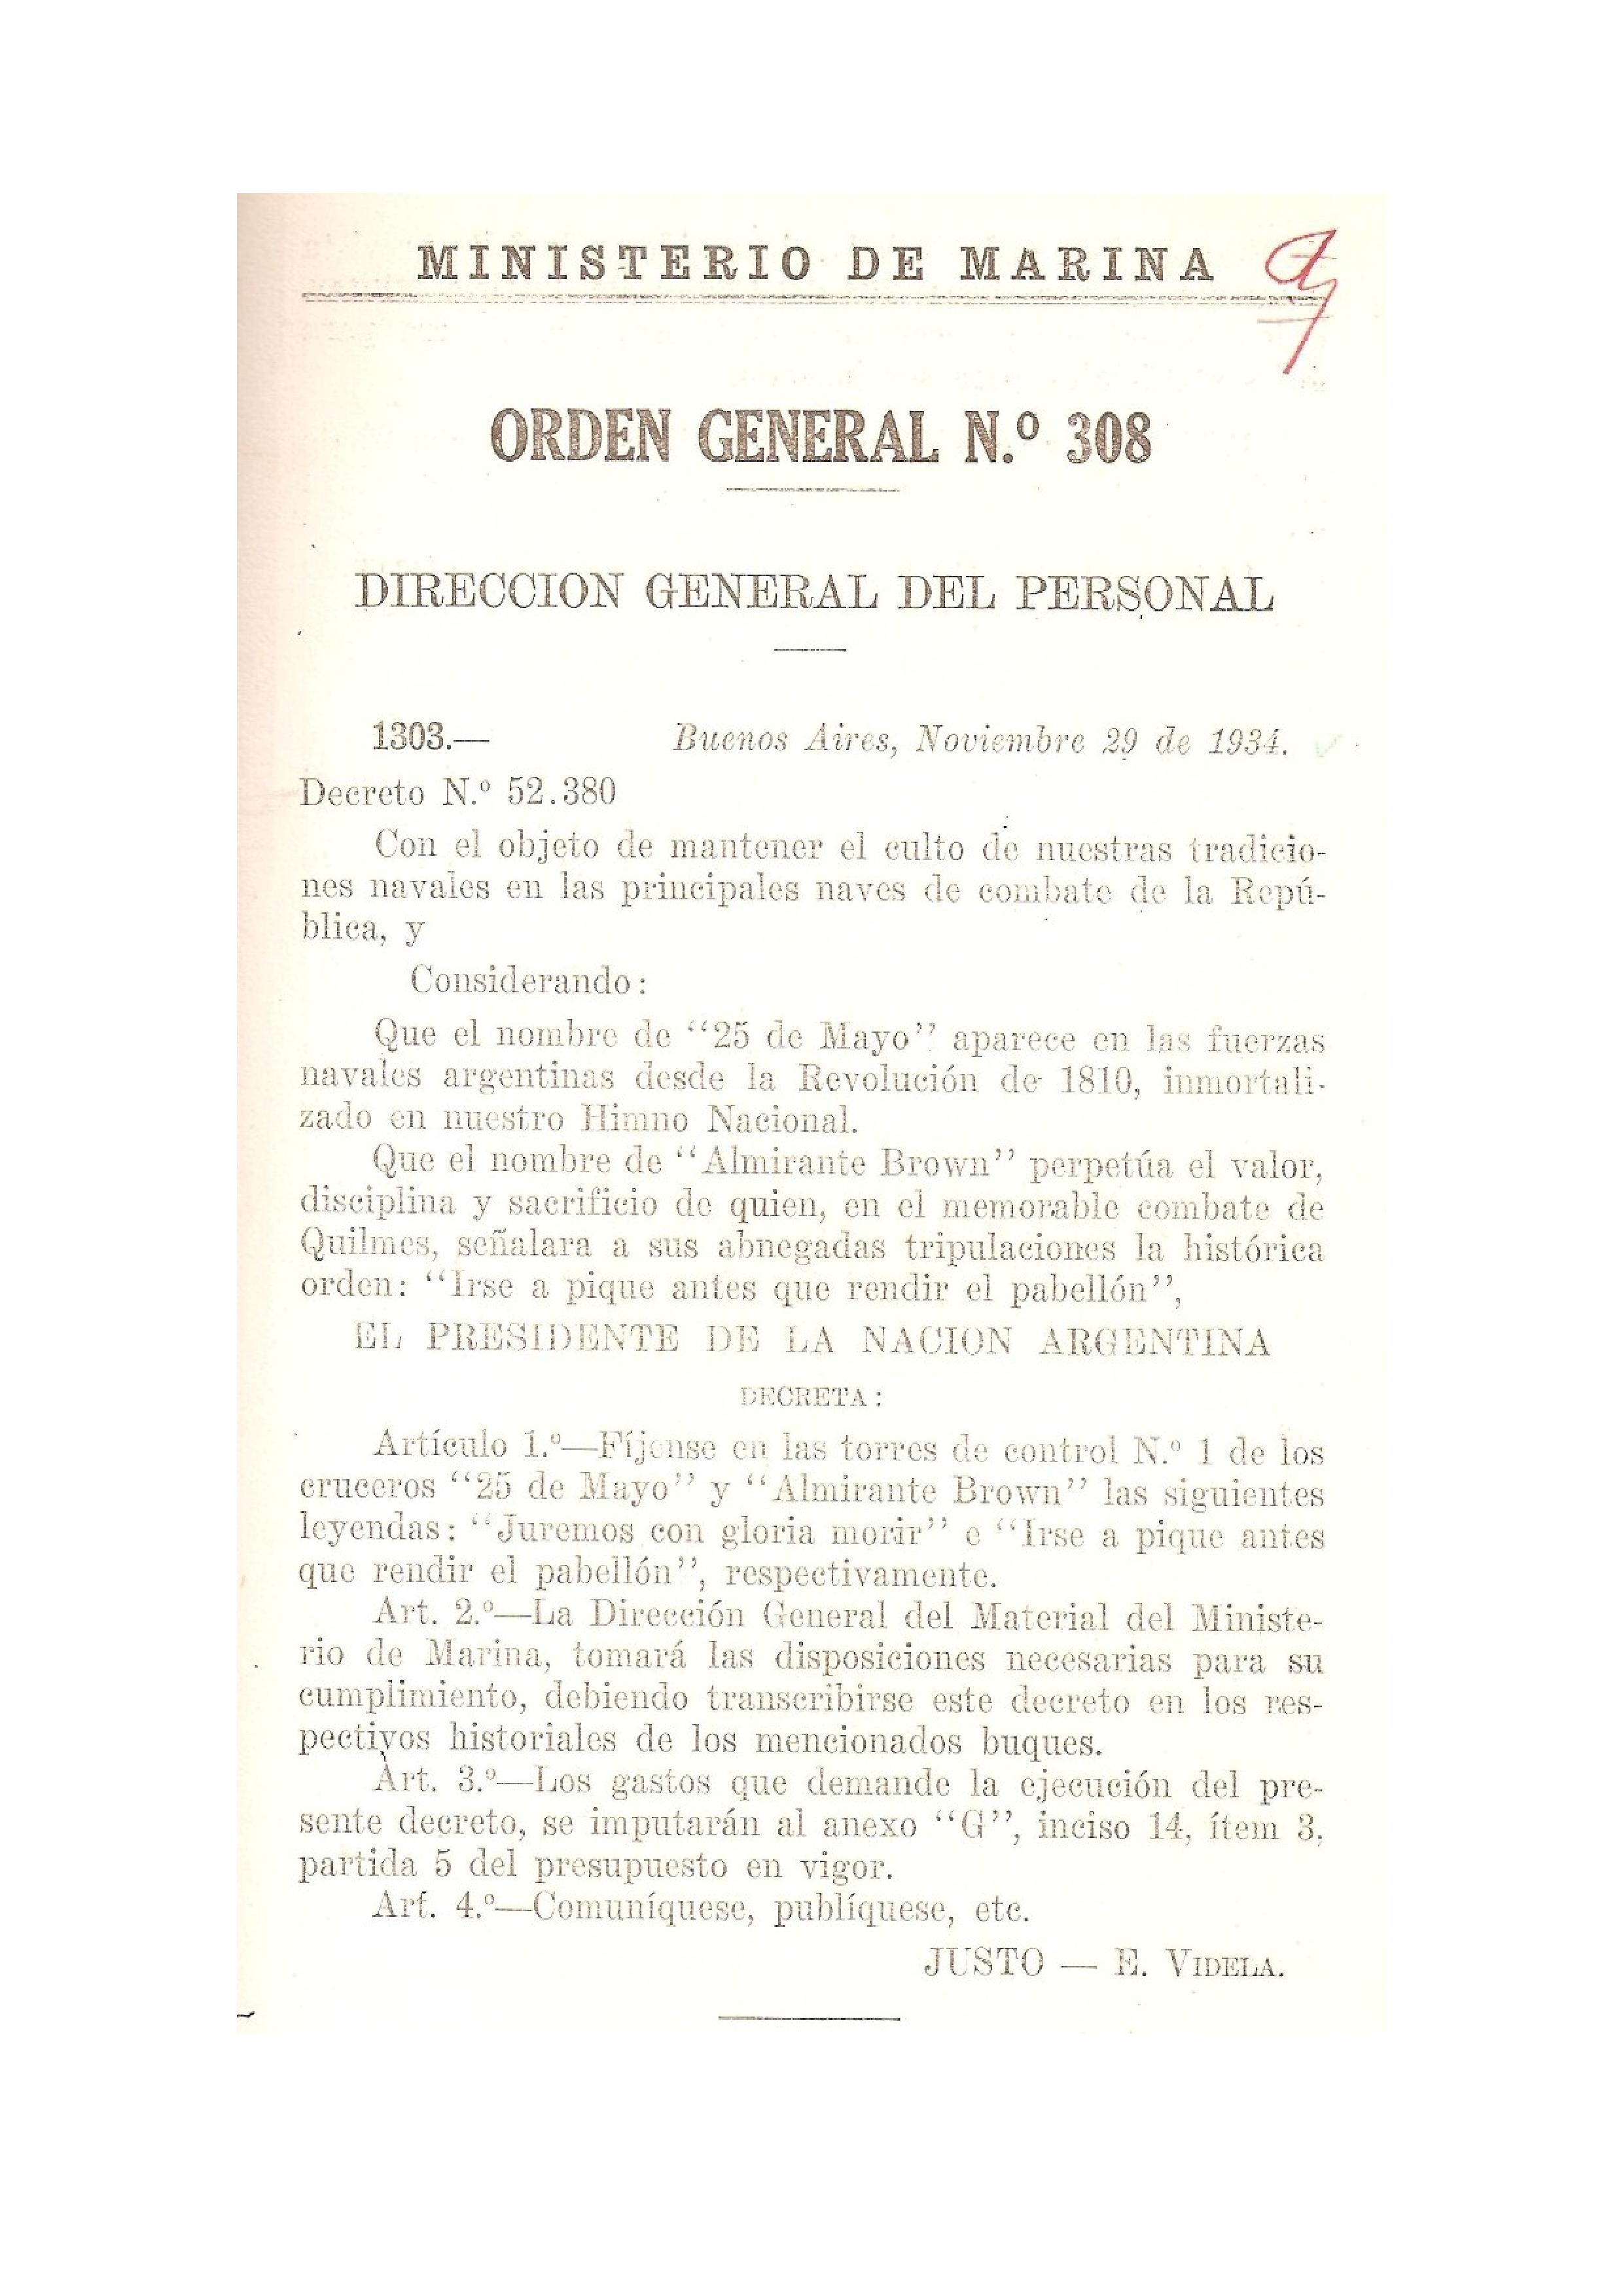 MINISTERIO DE MARINA
ORDEN GENERAL N.º 308
DIRECCION GENERAL DEL PERSONAL
1303.— Buenos Aires, Noviembre 29 de 1934.
Decreto N.º 52.380
Con el objeto de mantener el culto de nuestras tradicio-
nes navales en las principales naves de combate de la Repú-
blica, y
Considerando:
Que el nombre de “25 de Mayo” aparece en las fuerzas
navales argentinas desde la Revolución de 1810, inmortali-
zado en nuestro Himno Nacional.
Que el nombre de “Almirante Brown” perpetúa el valor,
disciplina y sacrificio de quien, en el memorable combate de
Quilmes, señalara a sus abnegadas tripulaciones la histórica
orden: “Irse a pique antes que rendir el pabellón”,
EL PRESIDENTE DE LA NACION ARGENTINA
DECRETA:
Artículo 1.º—Fíjense en las torres de control N.º 1 de los
cruceros “25 de Mayo” y “Almirante Brown” las siguientes
leyendas: “Juremos con gloria morir” e “Irse a pique antes
que rendir el pabellón”, respectivamente.
Art. 2.º—La Dirección General del Material del Ministe-
rio de Marina, tomará las disposiciones necesarias para su
cumplimiento, debiendo transcribirse este decreto en los res-
pectivos historiales de los mencionados buques.
Art. 3.º—Los gastos que demande la ejecución del pre-
sente decreto, se imputarán al anexo “G”, inciso 14, ítem 3,
partida 5 del presupuesto en vigor.
Art. 4.º—Comuníquese, publíquese, etc.
JUSTO — E. VIDELA.